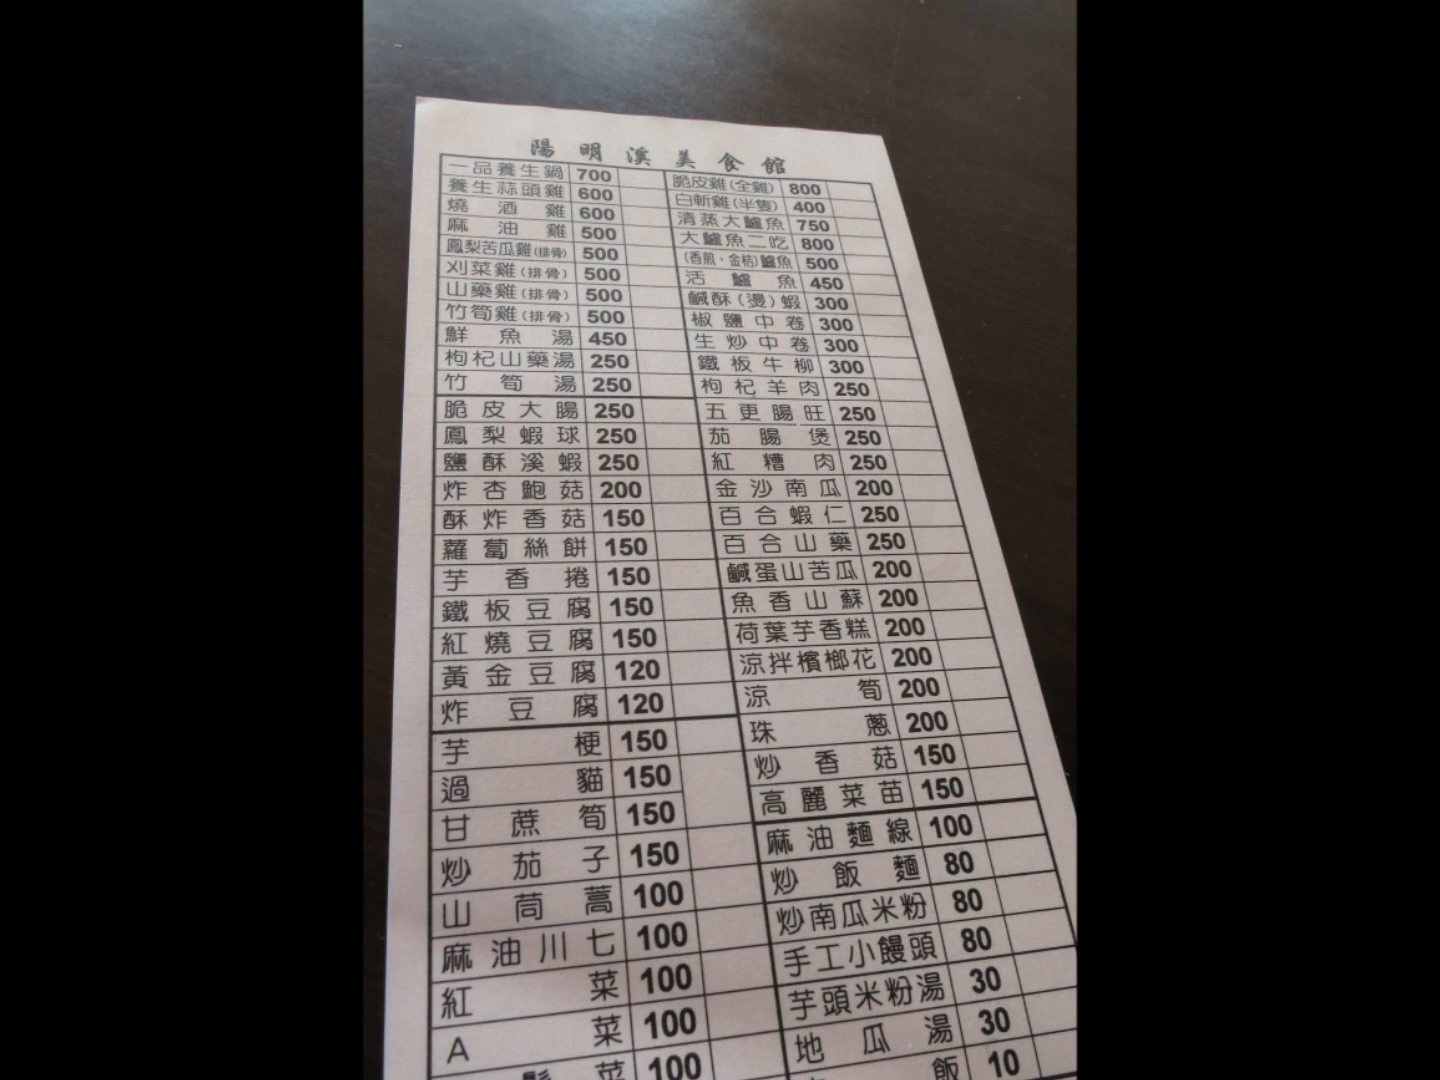 陽明溪美食館
一品養生鍋 700
養生蒜頭雞 600
燒酒雞 600
麻油雞 500
鳳梨苦瓜雞(排骨) 500
刈菜雞(排骨) 500
山藥雞(排骨) 500
竹筍雞(排骨) 500
鮮魚湯 450
枸杞山藥湯 250
竹筍湯 250
脆皮大腸 250
鳳梨蝦球 250
鹽酥溪蝦 250
炸杏鮑菇 200
酥炸香菇 150
蘿蔔絲餅 150
芋香捲 150
鐵板豆腐 150
紅燒豆腐 150
黃金豆腐 120
炸豆腐 120
芋梗 150
過貓 150
甘蔗筍 150
炒茄子 150
山茼蒿 100
麻油川七 100
紅菜 100
A菜 100
菜 100
脆皮雞(全雞) 800
白斬雞(半隻) 400
清蒸大鱸魚 750
大鱸魚二吃 800
(香煎、金桔)鱸魚 500
活鱸魚 450
鹹酥(燙)蝦 300
椒鹽中卷 300
生炒中卷 300
鐵板牛柳 300
枸杞羊肉 250
五更腸旺 250
茄腸煲 250
紅糟肉 250
金沙南瓜 200
百合蝦仁 250
百合山藥 250
鹹蛋山苦瓜 200
魚香山蘇 200
荷葉芋香糕 200
涼拌檳榔花 200
涼筍 200
珠蔥 200
炒香菇 150
高麗菜苗 150
麻油麵線 100
炒飯麵 80
炒南瓜米粉 80
手工小饅頭 80
芋頭米粉湯 30
地瓜湯 30
飯 10